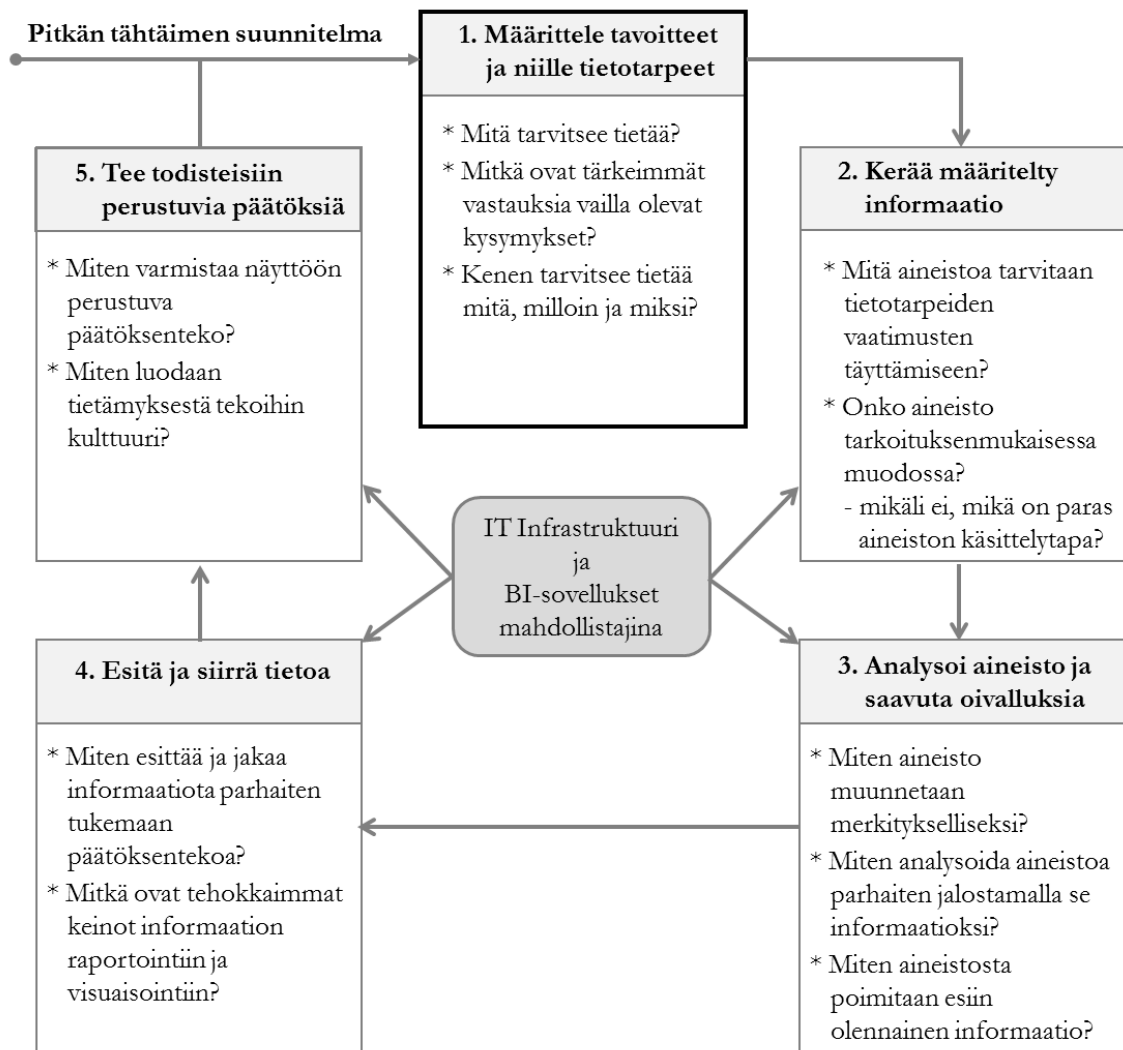 Pitkän tähtäimen suunnitelma
1. Määrittele tavoitteet
ja niille tietotarpeet
* Mitä tarvitsee tietää?
* Mitkä ovat tärkeimmät
vastauksia vailla olevat
kysymykset?
* Kenen tarvitsee tietää
mitä, milloin ja miksi?
2. Kerää määritelty
informaatio
* Mitä aineistoa tarvitaan
tietotarpeiden
vaatimusten
täyttämiseen?
* Onko aineisto
tarkoituksenmukaisessa
muodossa?
- mikäli ei, mikä on paras
aineiston käsittelytapa?
3. Analysoi aineisto ja
saavuta oivalluksia
* Miten aineisto
muunnetaan
merkitykselliseksi?
* Miten analysoida aineistoa
parhaiten jalostamalla se
informaatioksi?
* Miten aineistosta
poimitaan esiin
olennainen informaatio?
4. Esitä ja siirrä tietoa
* Miten esittää ja jakaa
informaatiota parhaiten
tukemaan
päätöksentekoa?
* Mitkä ovat tehokkaimmat
keinot informaation
raportointiin ja
visuaisointiin?
5. Tee todisteisiin
perustuvia päätöksiä
* Miten varmistaa näyttöön
perustuva
päätöksenteko?
* Miten luodaan
tietämyksestä tekoihin
kulttuuri?
IT Infrastruktuuri
ja
BI-sovellukset
mahdollistajina